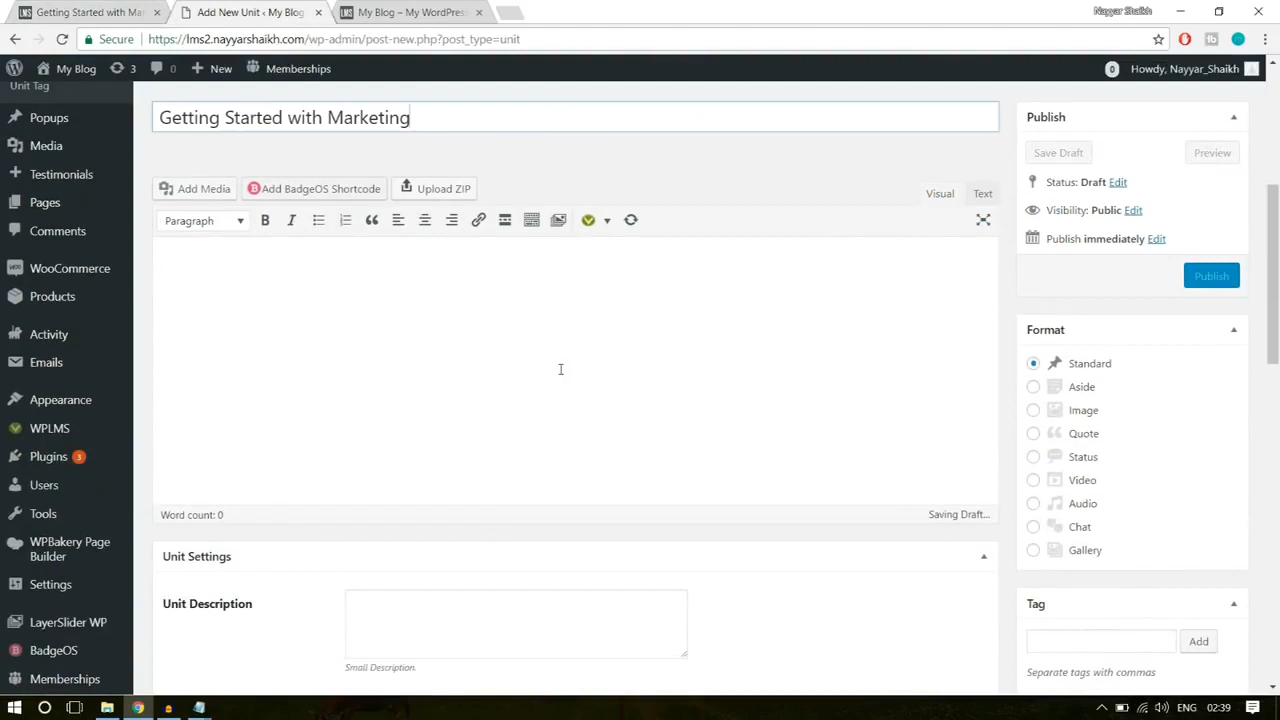 Getting Started with Mar
Add New Unit ‹ My Blog
My Blog – My WordPress
Nayyar Shaikh
Secure
https://lms2.nayyarshaikh.com/wp-admin/post-new.php?post_type=unit
My Blog
3
0
New
Memberships
0
Howdy, Nayyar_Shaikh
Unit Tag
Popups
Media
Testimonials
Pages
Comments
WooCommerce
Products
Activity
Emails
Appearance
WPLMS
Plugins 3
Users
Tools
WPBakery Page
Builder
Settings
LayerSlider WP
BadgeOS
Memberships
Getting Started with Marketing
Add Media
Add BadgeOS Shortcode
Upload ZIP
Visual
Text
Paragraph
Word count: 0
Saving Draft...
Unit Settings
Unit Description
Small Description.
Publish
Save Draft
Preview
Status: Draft Edit
Visibility: Public Edit
Publish immediately Edit
Publish
Format
Standard
Aside
Image
Quote
Status
Video
Audio
Chat
Gallery
Tag
Add
Separate tags with commas
ENG
02:39